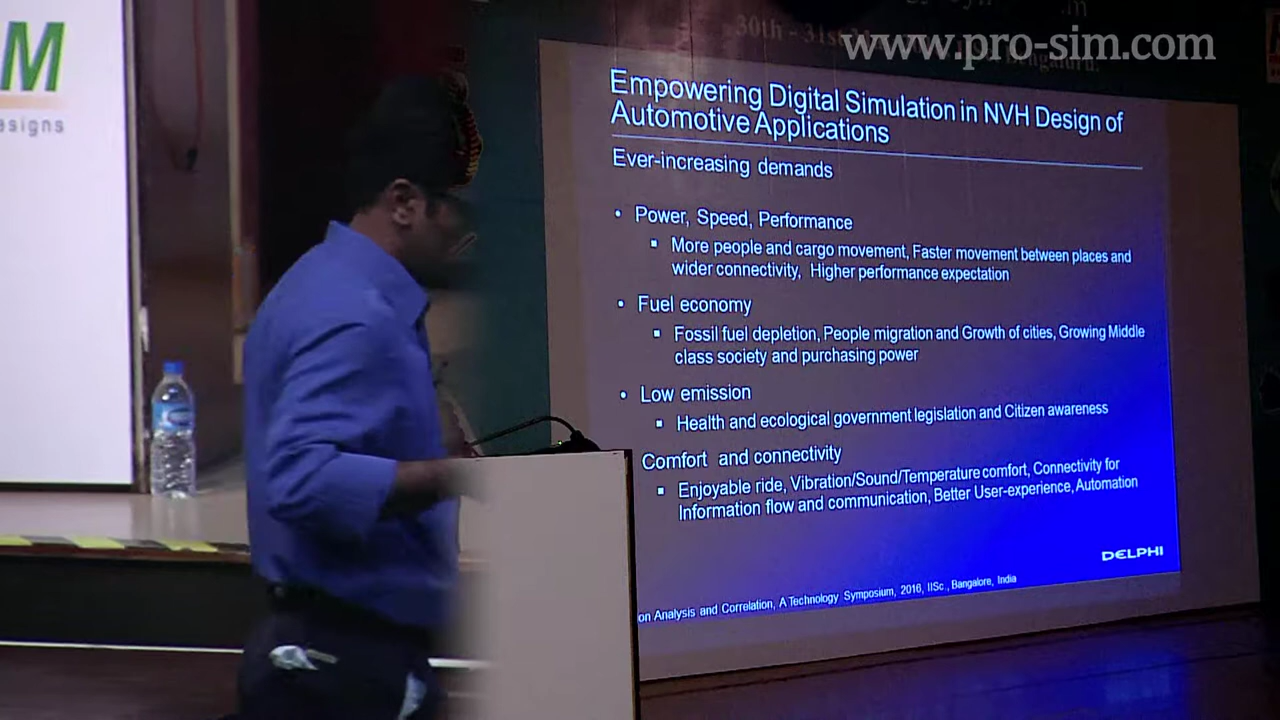 www.pro-sim.com
30th - 31st
M
esigns
Empowering Digital Simulation in NVH Design of
Automotive Applications
Ever-increasing demands
• Power, Speed, Performance
▪ More people and cargo movement, Faster movement between places and
wider connectivity, Higher performance expectation
• Fuel economy
▪ Fossil fuel depletion, People migration and Growth of cities, Growing Middle
class society and purchasing power
• Low emission
▪ Health and ecological government legislation and Citizen awareness
Comfort and connectivity
▪ Enjoyable ride, Vibration/Sound/Temperature comfort, Connectivity for
Information flow and communication, Better User-experience, Automation
DELPHI
on Analysis and Correlation, A Technology Symposium, 2016, IISc., Bangalore, India